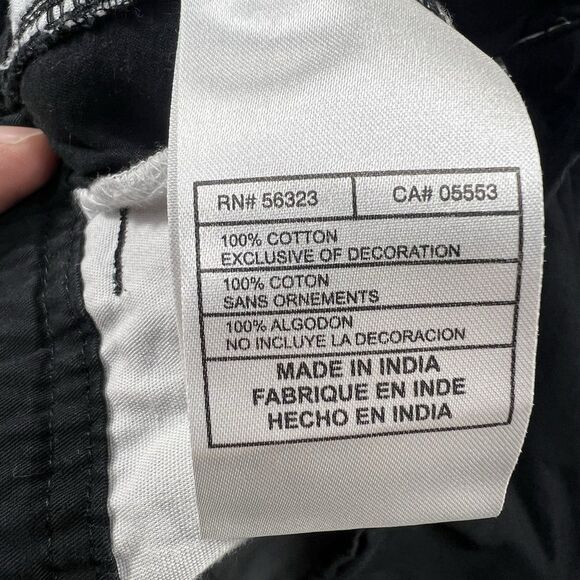 RN# 56323 CA# 05553
100% COTTON
EXCLUSIVE OF DECORATION
100% COTON
SANS ORNEMENTS
100% ALGODON
NO INCLUYE LA DECORACION
MADE IN INDIA
FABRIQUE EN INDE
HECHO EN INDIA